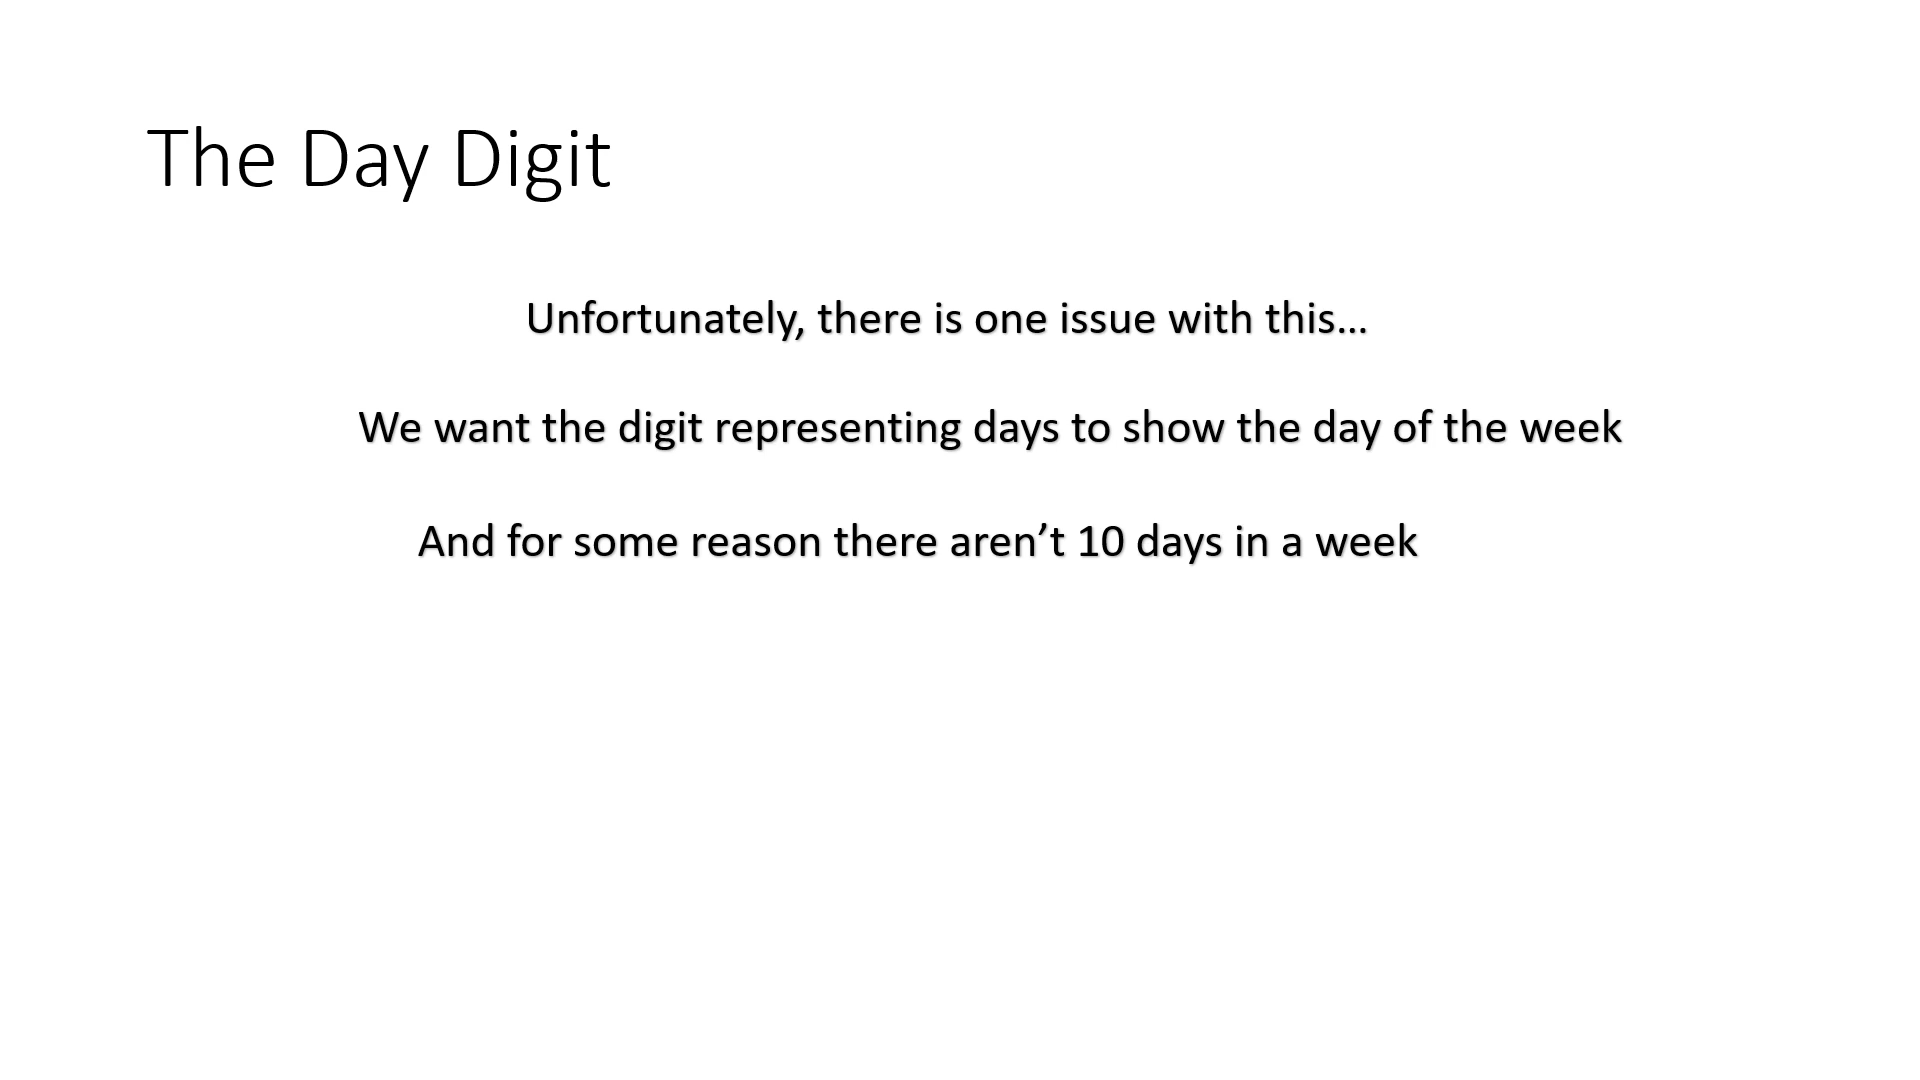 The Day Digit
Unfortunately, there is one issue with this…
We want the digit representing days to show the day of the week
And for some reason there aren’t 10 days in a week